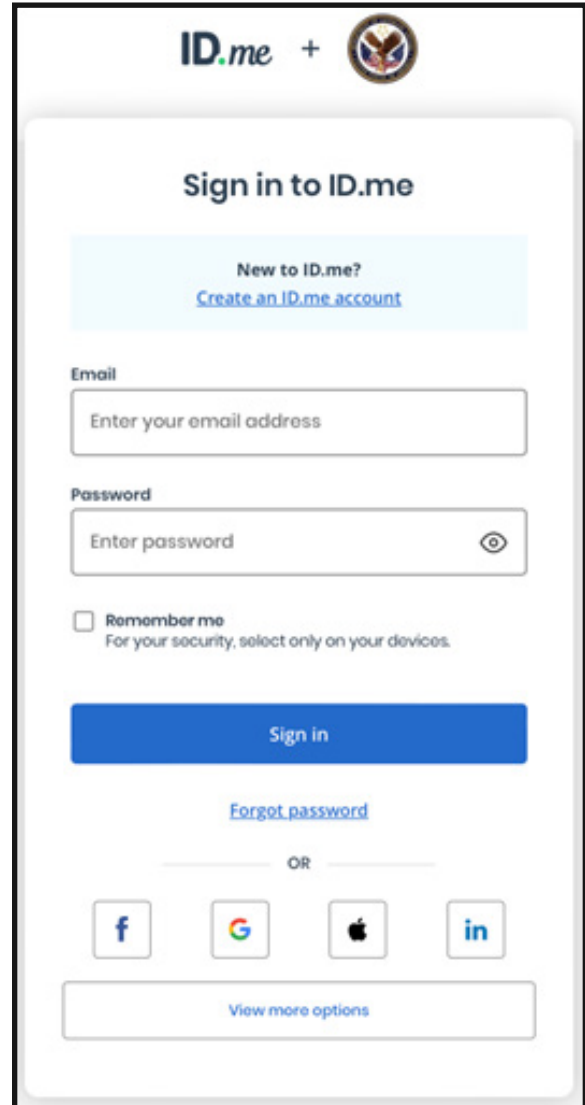 ID.me +
Sign in to ID.me
New to ID.me?
Create an ID.me account
Email
Enter your email address
Password
Enter password
Remember me
For your security, select only on your devices.
Sign in
Forgot password
OR
f G in
View more options